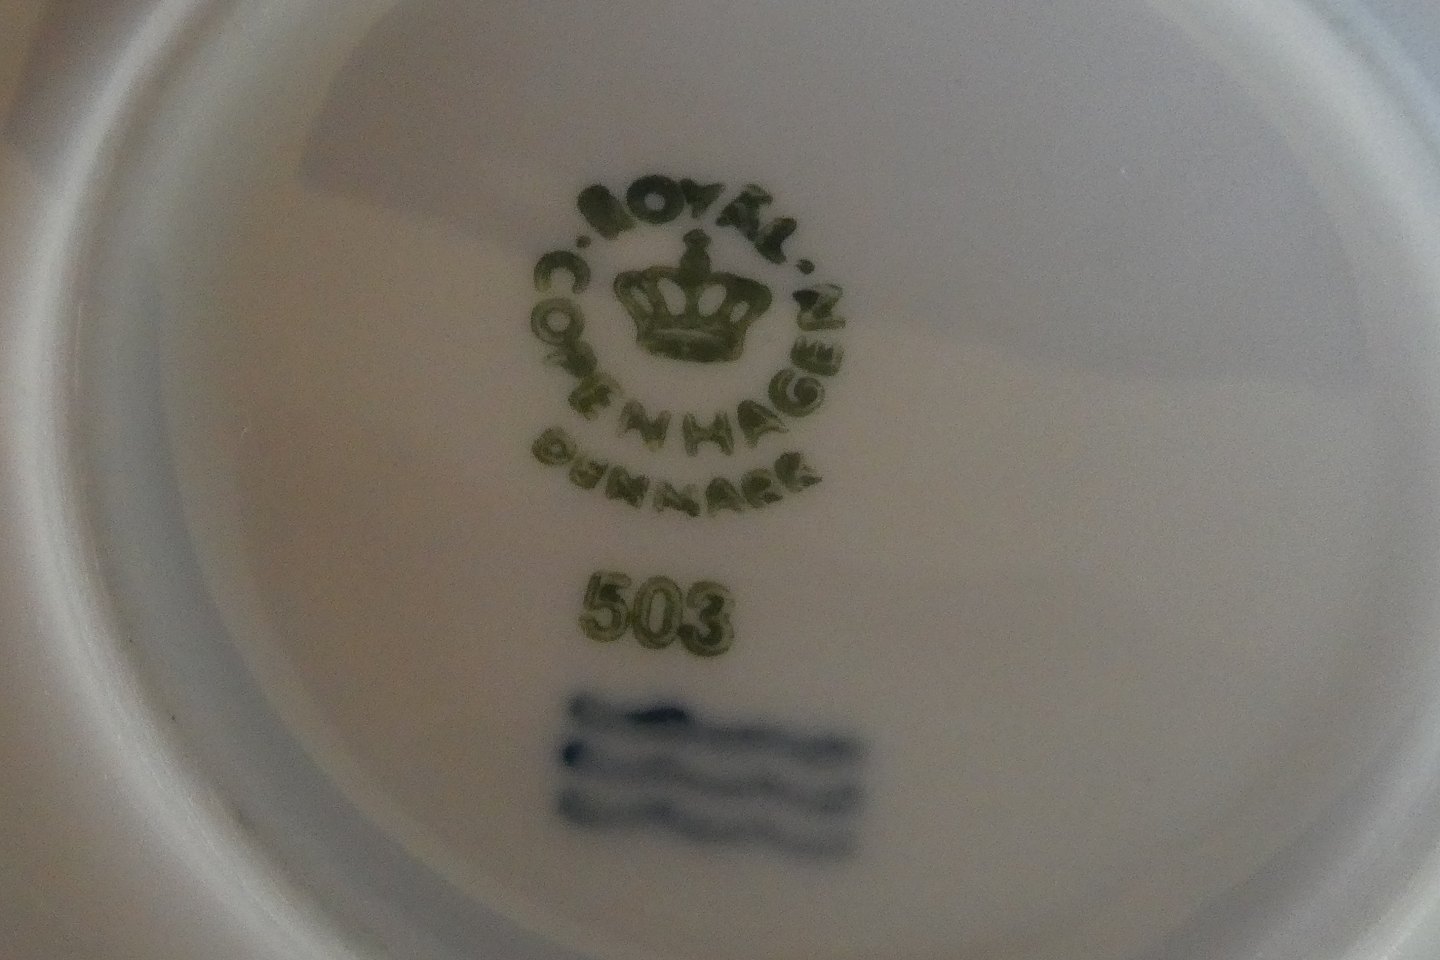 ROYAL
COPENHAGEN
DENMARK
503